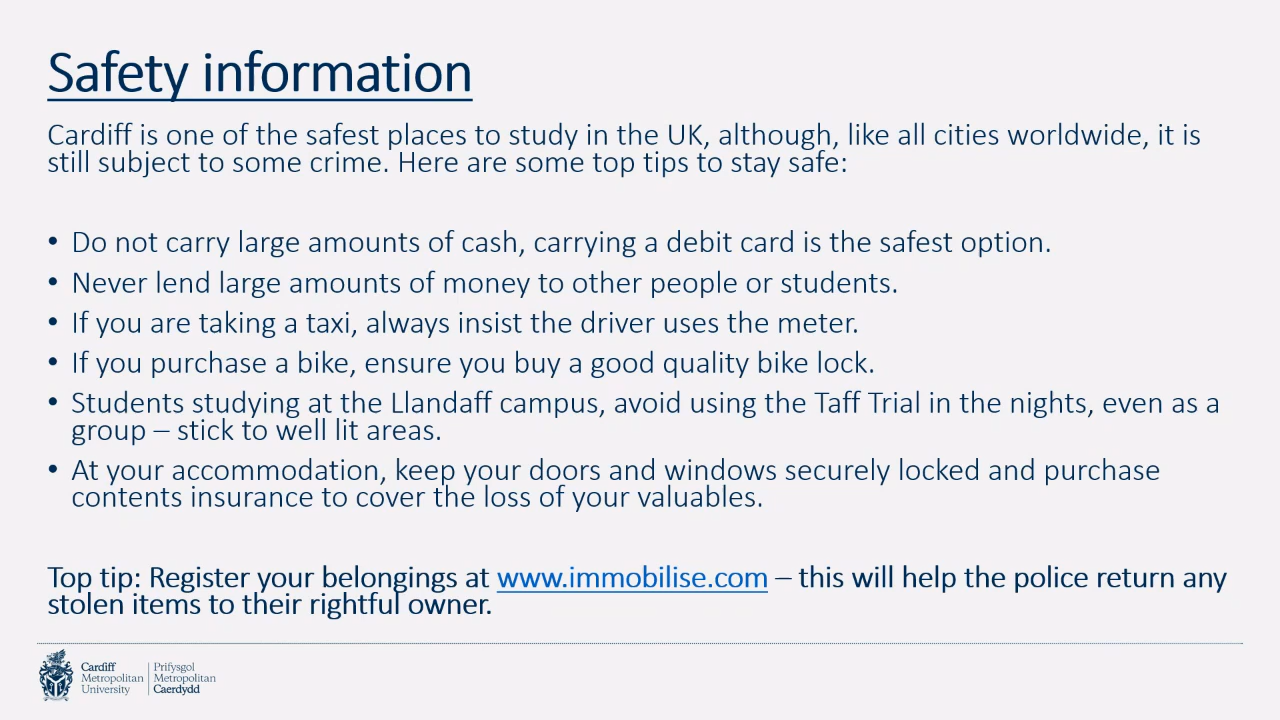 Safety information
Cardiff is one of the safest places to study in the UK, although, like all cities worldwide, it is
still subject to some crime. Here are some top tips to stay safe:
• Do not carry large amounts of cash, carrying a debit card is the safest option.
• Never lend large amounts of money to other people or students.
• If you are taking a taxi, always insist the driver uses the meter.
• If you purchase a bike, ensure you buy a good quality bike lock.
• Students studying at the Llandaff campus, avoid using the Taff Trial in the nights, even as a
group – stick to well lit areas.
• At your accommodation, keep your doors and windows securely locked and purchase
contents insurance to cover the loss of your valuables.
Top tip: Register your belongings at www.immobilise.com – this will help the police return any
stolen items to their rightful owner.
Cardiff
Metropolitan
University
Prifysgol
Metropolitan
Caerdydd